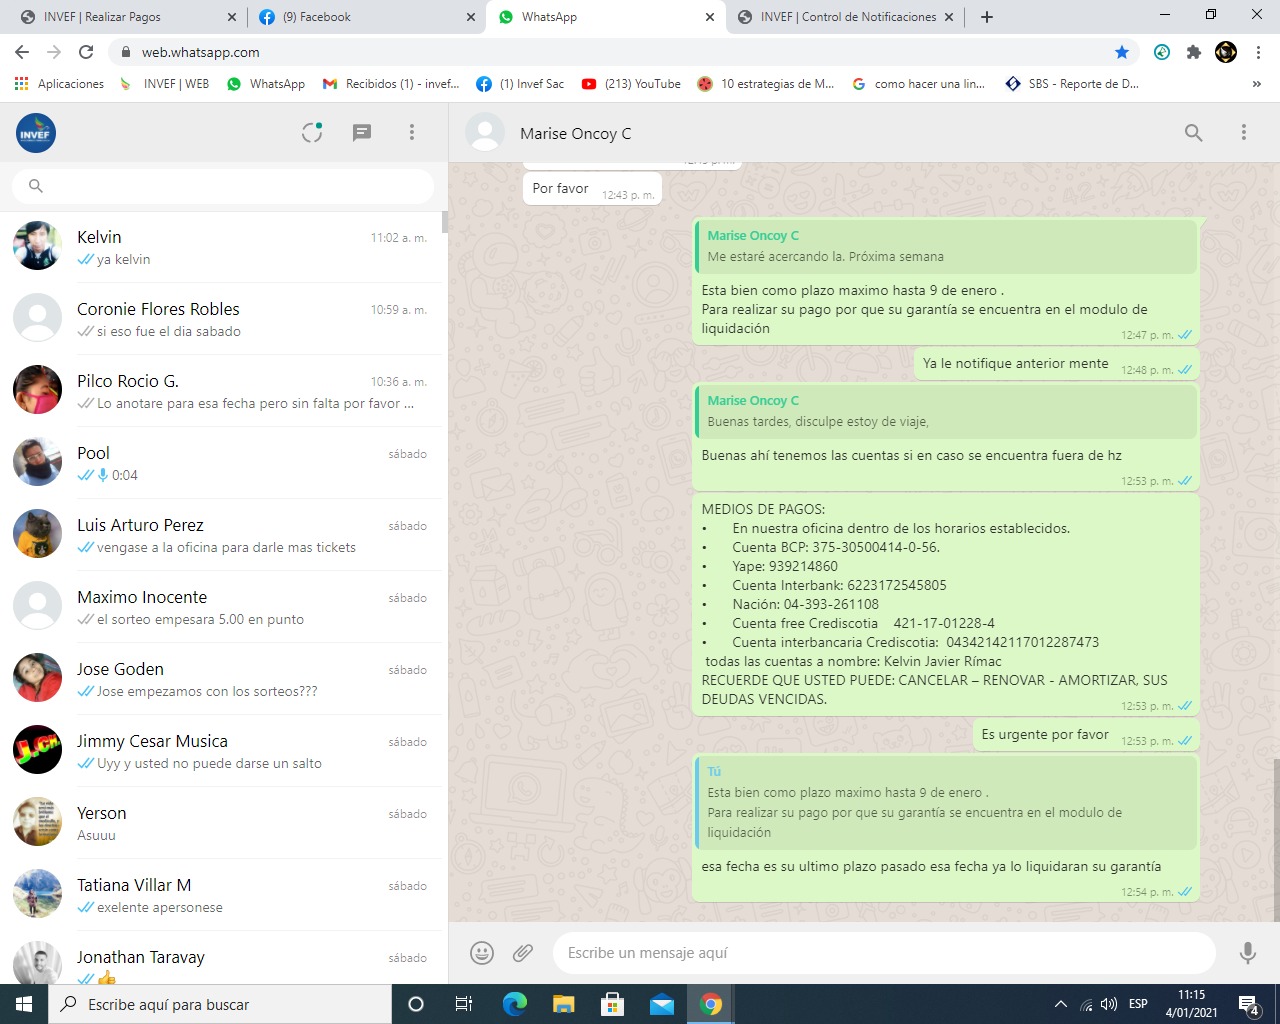 INVEF | Realizar Pagos
(9) Facebook
WhatsApp
INVEF | Control de Notificaciones
web.whatsapp.com
Aplicaciones
INVEF | WEB
WhatsApp
Recibidos (1) - invef...
(1) Invef Sac
(213) YouTube
10 estrategias de M...
como hacer una lin...
SBS - Reporte de D...
»
INVEF
Marise Oncoy C
Kelvin
11:02 a. m.
ya kelvin
Coronie Flores Robles
10:59 a. m.
si eso fue el dia sabado
Pilco Rocio G.
10:36 a. m.
Lo anotare para esa fecha pero sin falta por favor ...
Pool
sábado
0:04
Luis Arturo Perez
sábado
vengase a la oficina para darle mas tickets
Maximo Inocente
sábado
el sorteo empesara 5.00 en punto
Jose Goden
sábado
Jose empezamos con los sorteos???
Jimmy Cesar Musica
sábado
Uyy y usted no puede darse un salto
J.CH.
Yerson
sábado
Asuuu
Tatiana Villar M
sábado
exelente apersonese
Jonathan Taravay
sábado
👍
Por favor
12:43 p. m.
Marise Oncoy C
Me estaré acercando la. Próxima semana
Esta bien como plazo maximo hasta 9 de enero .
Para realizar su pago por que su garantía se encuentra en el modulo de
liquidación
12:47 p. m.
Ya le notifique anterior mente
12:48 p. m.
Marise Oncoy C
Buenas tardes, disculpe estoy de viaje,
Buenas ahí tenemos las cuentas si en caso se encuentra fuera de hz
12:53 p. m.
MEDIOS DE PAGOS:
• En nuestra oficina dentro de los horarios establecidos.
• Cuenta BCP: 375-30500414-0-56.
• Yape: 939214860
• Cuenta Interbank: 6223172545805
• Nación: 04-393-261108
• Cuenta free Crediscotia 421-17-01228-4
• Cuenta interbancaria Crediscotia: 04342142117012287473
todas las cuentas a nombre: Kelvin Javier Rímac
RECUERDE QUE USTED PUEDE: CANCELAR – RENOVAR - AMORTIZAR, SUS
DEUDAS VENCIDAS.
12:53 p. m.
Es urgente por favor
12:53 p. m.
Tú
Esta bien como plazo maximo hasta 9 de enero .
Para realizar su pago por que su garantía se encuentra en el modulo de
liquidación
esa fecha es su ultimo plazo pasado esa fecha ya lo liquidaran su garantía
12:54 p. m.
Escribe un mensaje aquí
Escribe aquí para buscar
ESP
11:15
4/01/2021
4